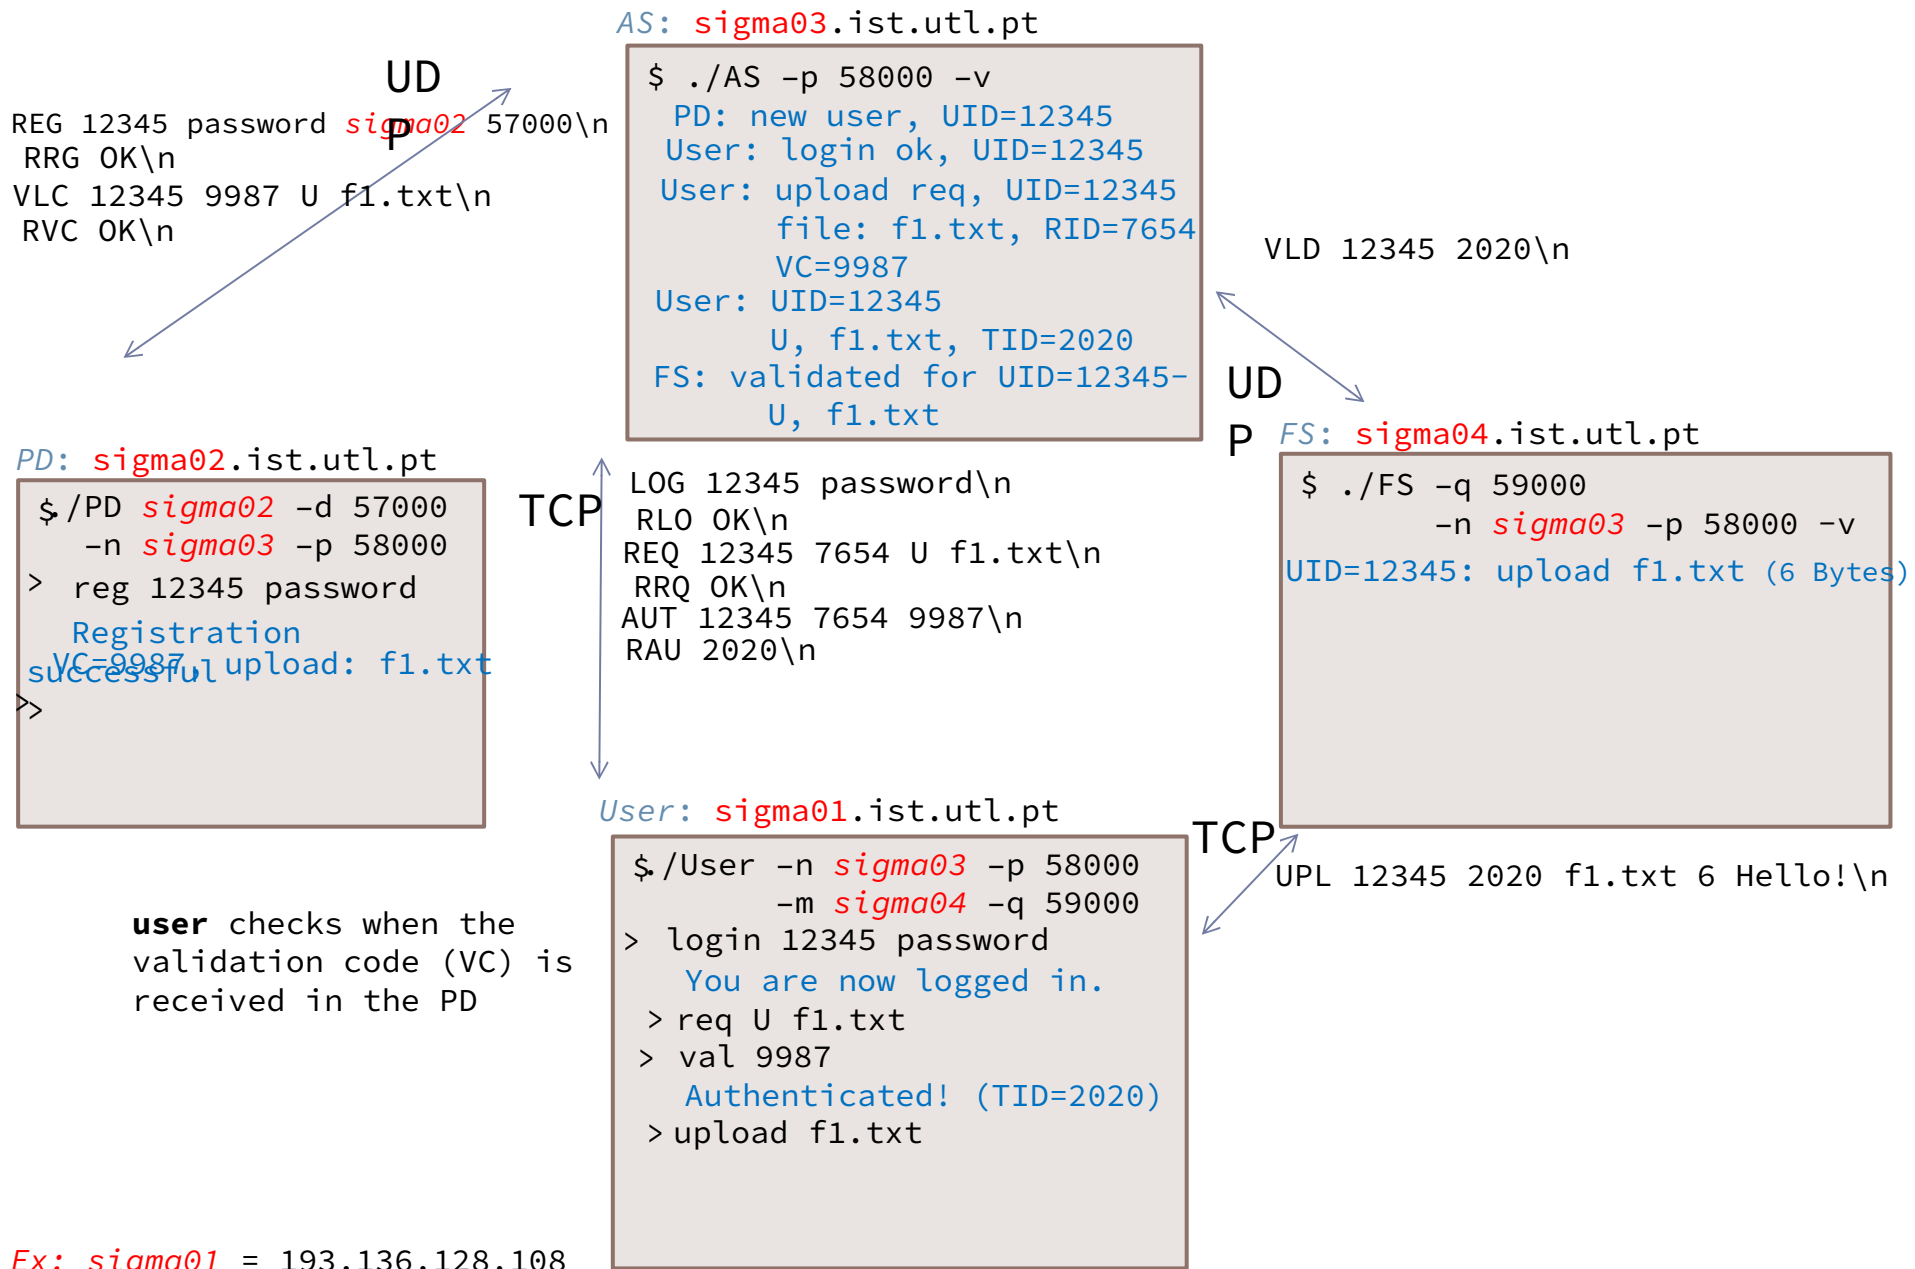 AS: sigma03.ist.utl.pt
$ ./AS –p 58000 –v
PD: new user, UID=12345
User: login ok, UID=12345
User: upload req, UID=12345
file: f1.txt, RID=7654
VC=9987
User: UID=12345
U, f1.txt, TID=2020
FS: validated for UID=12345-
U, f1.txt
UD
P
REG 12345 password sigma02 57000\n
RRG OK\n
VLC 12345 9987 U f1.txt\n
RVC OK\n
VLD 12345 2020\n
UD
P
PD: sigma02.ist.utl.pt
$./PD sigma02 –d 57000
–n sigma03 –p 58000
> reg 12345 password
Registration
successful
VC=9987, upload: f1.txt
>
>
TCP
LOG 12345 password\n
RLO OK\n
REQ 12345 7654 U f1.txt\n
RRQ OK\n
AUT 12345 7654 9987\n
RAU 2020\n
FS: sigma04.ist.utl.pt
$ ./FS –q 59000
–n sigma03 –p 58000 -v
UID=12345: upload f1.txt (6 Bytes)
User: sigma01.ist.utl.pt
$./User –n sigma03 –p 58000
–m sigma04 –q 59000
> login 12345 password
You are now logged in.
> req U f1.txt
> val 9987
Authenticated! (TID=2020)
> upload f1.txt
TCP
UPL 12345 2020 f1.txt 6 Hello!\n
user checks when the
validation code (VC) is
received in the PD
Ex: sigma01 = 193.136.128.108